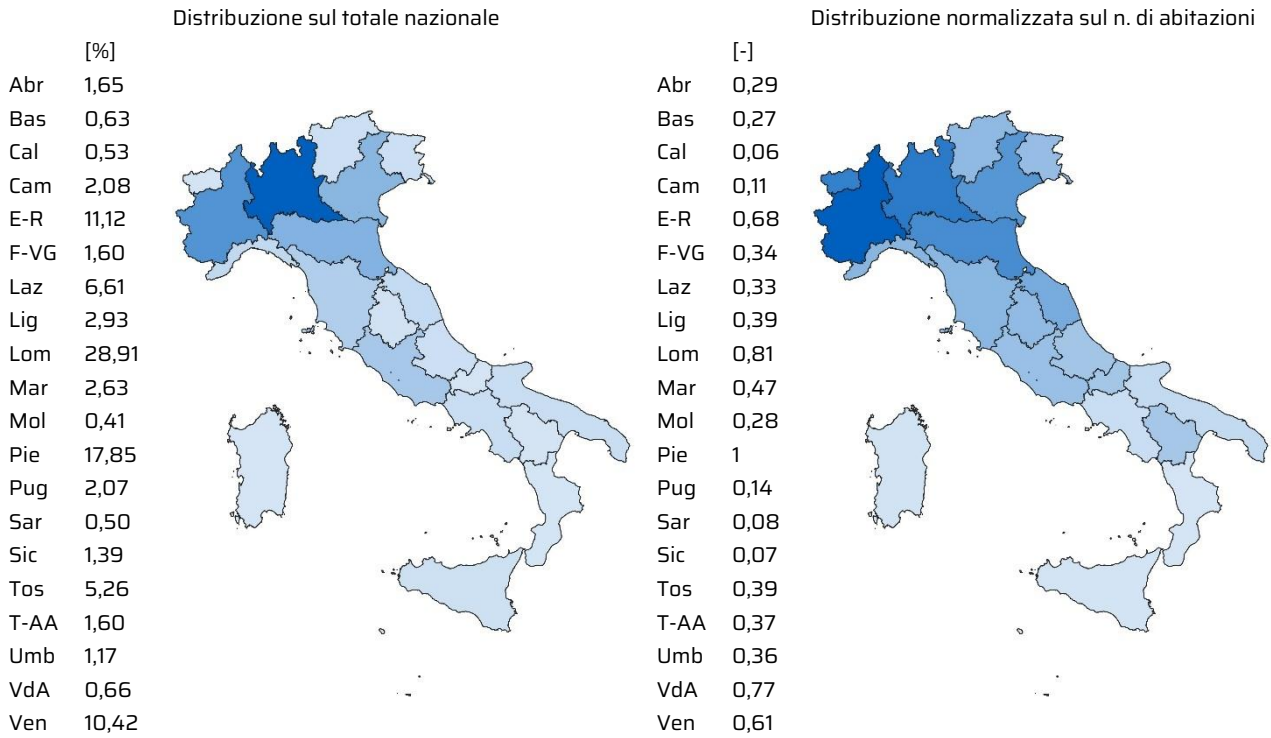 Distribuzione sul totale nazionale
[%]
Abr 1,65
Bas 0,63
Cal 0,53
Cam 2,08
E-R 11,12
F-VG 1,60
Laz 6,61
Lig 2,93
Lom 28,91
Mar 2,63
Mol 0,41
Pie 17,85
Pug 2,07
Sar 0,50
Sic 1,39
Tos 5,26
T-AA 1,60
Umb 1,17
VdA 0,66
Ven 10,42
Distribuzione normalizzata sul n. di abitazioni
[-]
Abr 0,29
Bas 0,27
Cal 0,06
Cam 0,11
E-R 0,68
F-VG 0,34
Laz 0,33
Lig 0,39
Lom 0,81
Mar 0,47
Mol 0,28
Pie 1
Pug 0,14
Sar 0,08
Sic 0,07
Tos 0,39
T-AA 0,37
Umb 0,36
VdA 0,77
Ven 0,61